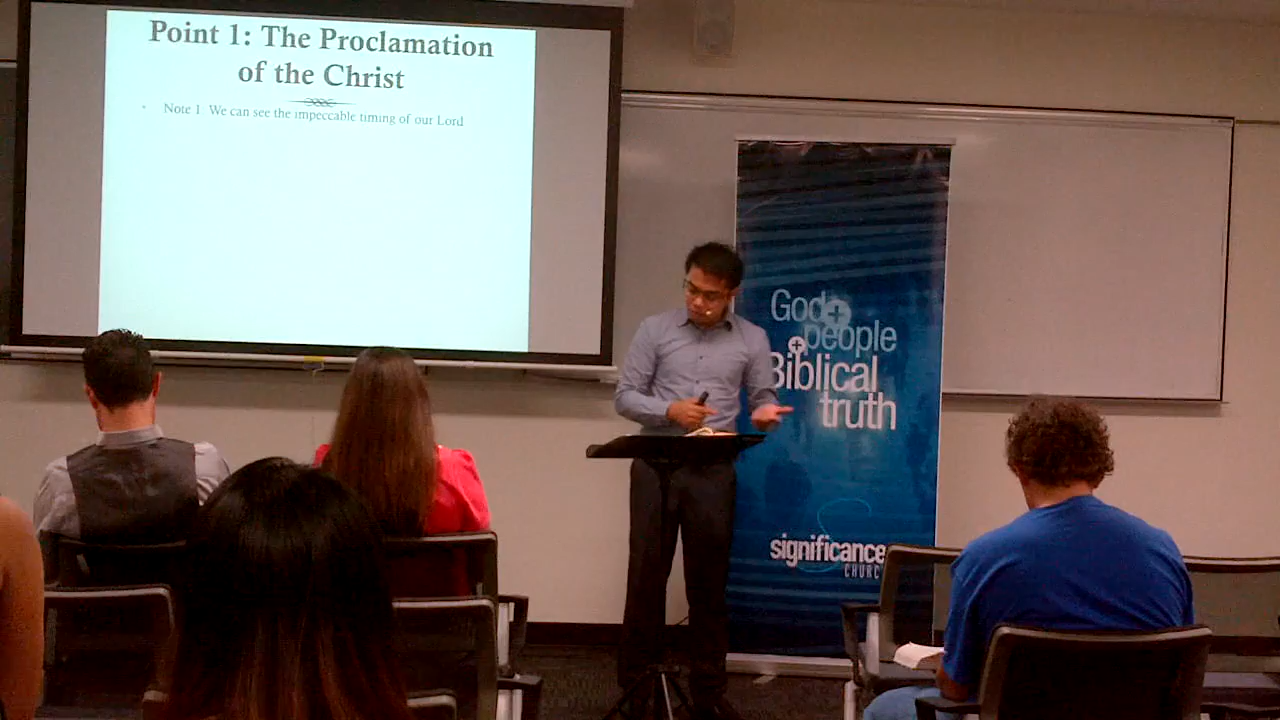 Point 1: The Proclamation
of the Christ
• Note 1 We can see the impeccable timing of our Lord
God+
people
+
Biblical
truth
significance
CHURC